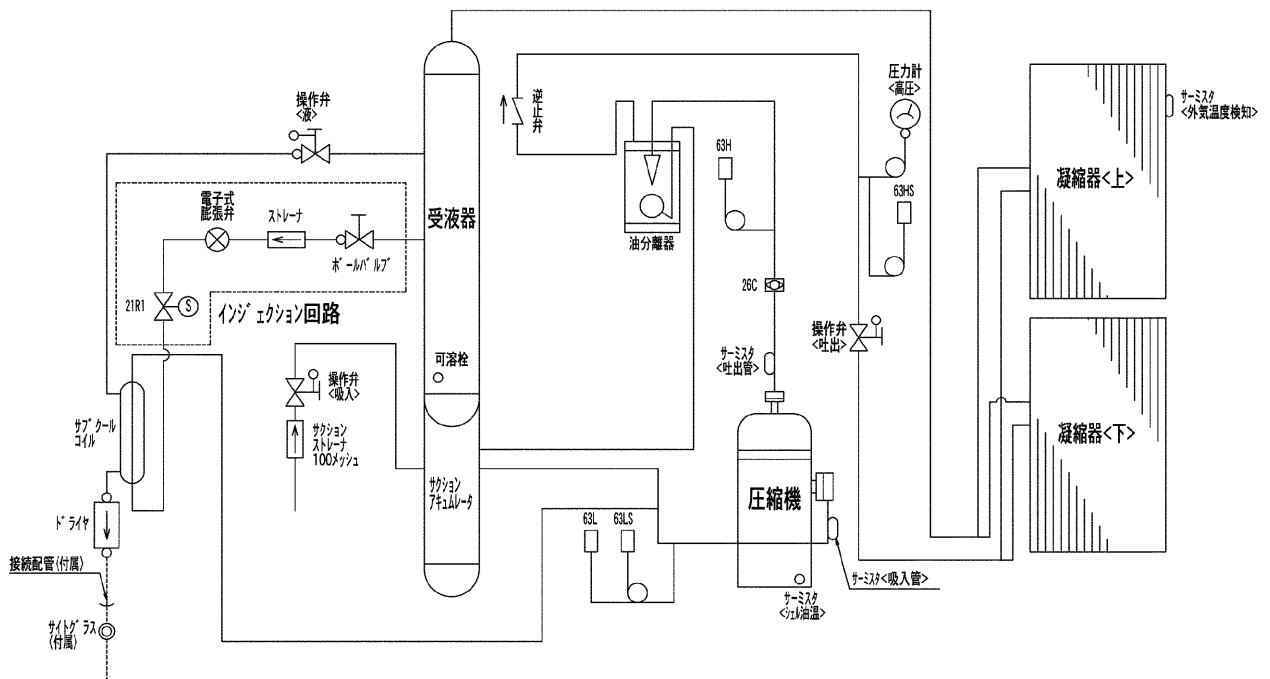 操作弁
<液>
電子式
膨張弁
ストレーナ
ボールバルブ
21R1
S
インジェクション回路
受液器
可溶栓
操作弁
<吸入>
サクション
ストレーナ
100メッシュ
サクション
アキュムレータ
サブクール
コイル
ドライヤ
接続配管(付属)
サイトグラス
(付属)
逆止弁
油分離器
63H
26C
サーミスタ
<吐出管>
圧縮機
63L
63LS
サーミスタ
<シェル油温>
サーミスタ<吸入管>
操作弁
<吐出>
圧力計
<高圧>
63HS
サーミスタ
<外気温度検知>
凝縮器<上>
凝縮器<下>